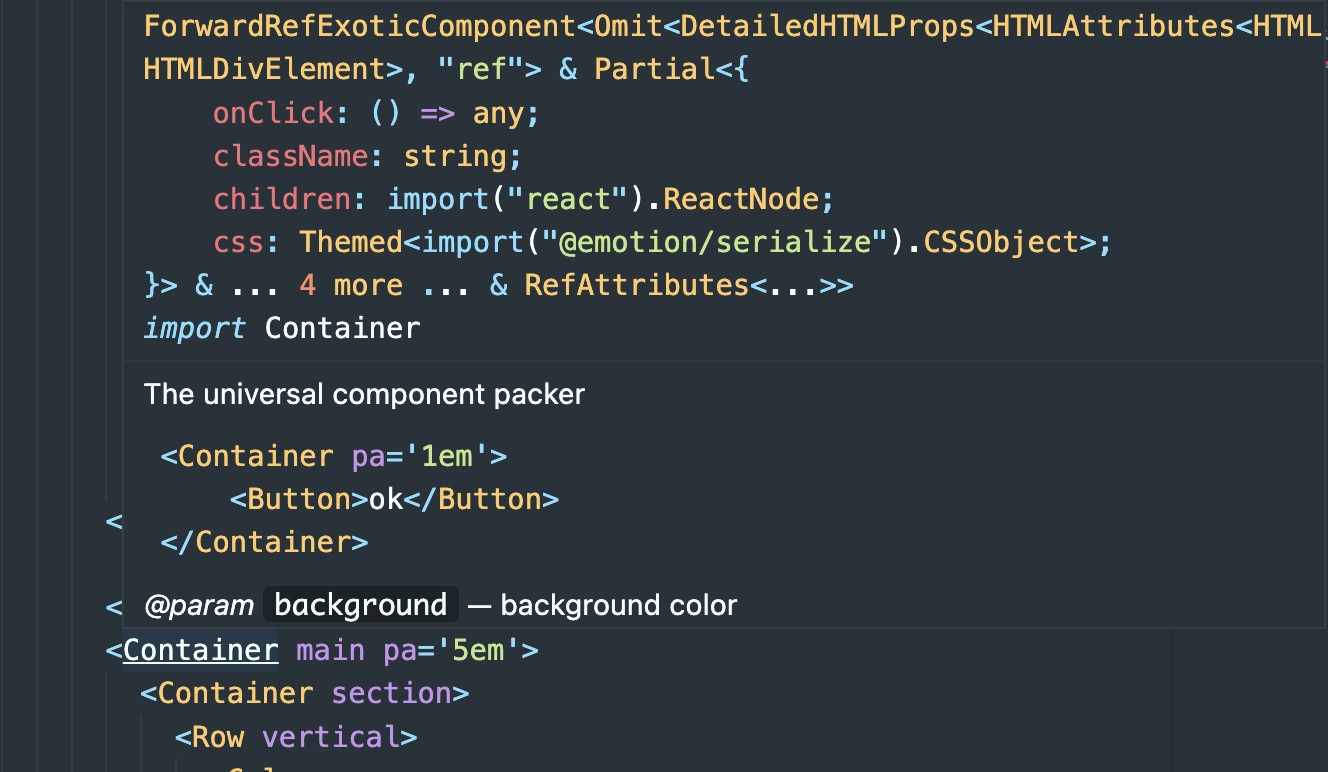 ForwardRefExoticComponent<Omit<DetailedHTMLProps<HTMLAttributes<HTML
HTMLDivElement>, "ref"> & Partial<{
    onClick: () => any;
    className: string;
    children: import("react").ReactNode;
    css: Themed<import("@emotion/serialize").CSSObject>;
}> & ... 4 more ... & RefAttributes<...>>
import Container
The universal component packer
<Container pa='1em'>
    <Button>ok</Button>
</Container>
<
< @param background — background color
<Container main pa='5em'>
  <Container section>
    <Row vertical>